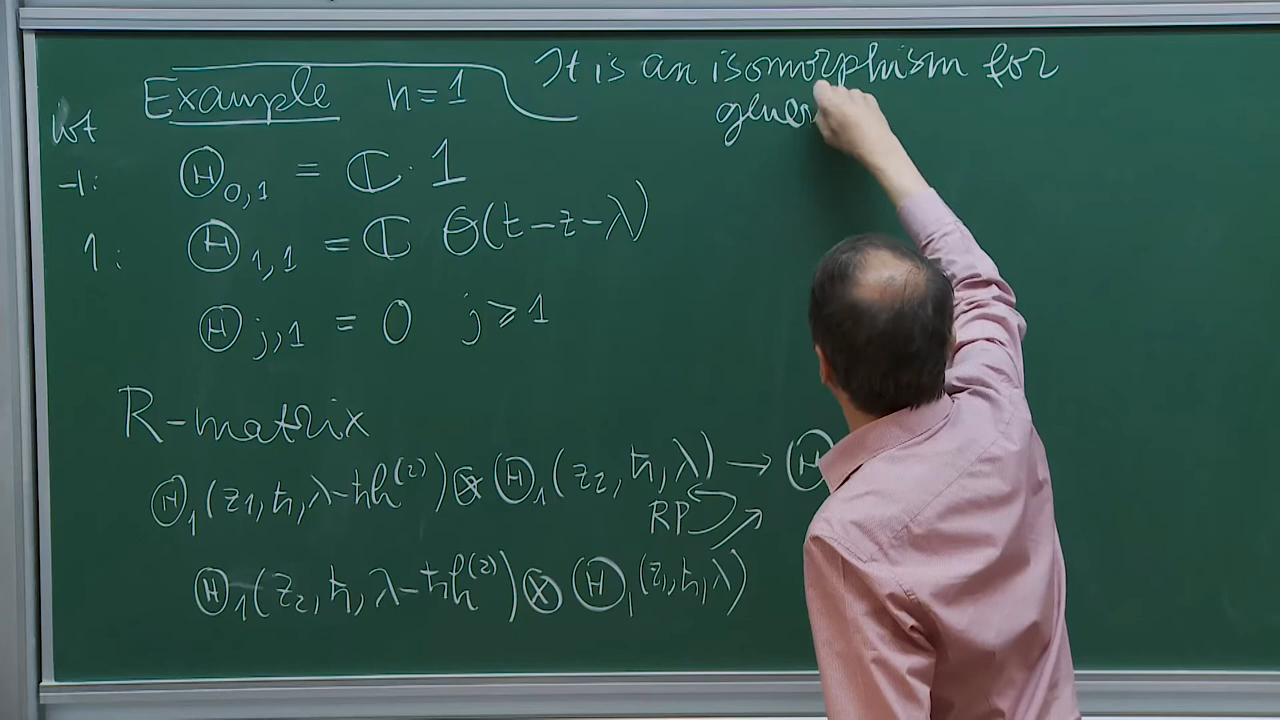 It is an isomorphism for
gener
Example n=1
wt
-1: Θ_{0,1} = ℂ·1
1: Θ_{1,1} = ℂ θ(t-z-λ)
Θ_{j,1} = 0 j≥1
R-matrix
Θ_1(z_1,ℏ,λ-ℏh^{(2)})⊗Θ_1(z_2,ℏ,λ) → Θ
RP
Θ_1(z_2,ℏ,λ-ℏh^{(2)})⊗Θ_1(z_1,ℏ,λ)